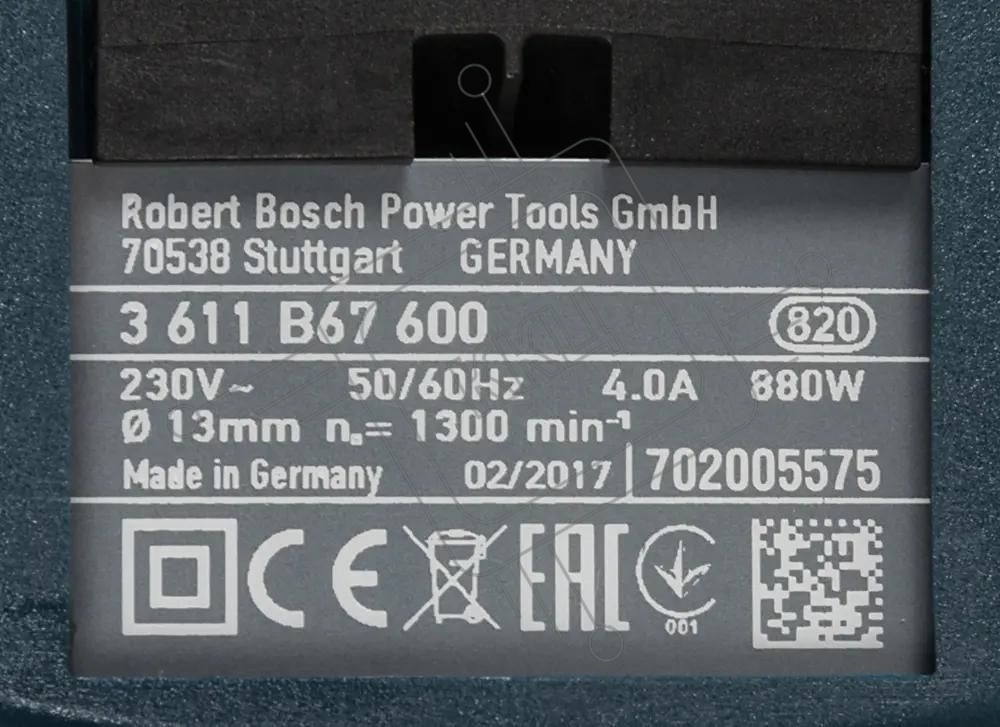 Robert Bosch Power Tools GmbH
70538 Stuttgart GERMANY
3 611 B67 600 820
230V~ 50/60Hz 4.0A 880W
Ø 13mm n₀= 1300 min⁻¹
Made in Germany 02/2017 | 702005575
CE EAC 001